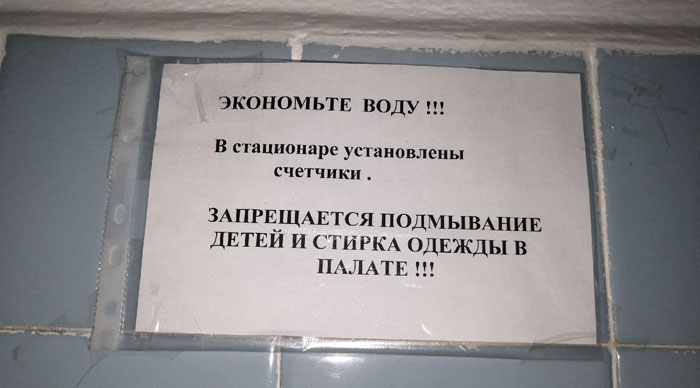 ЭКОНОМЬТЕ ВОДУ !!!
В стационаре установлены
счетчики .
ЗАПРЕЩАЕТСЯ ПОДМЫВАНИЕ
ДЕТЕЙ И СТИРКА ОДЕЖДЫ В
ПАЛАТЕ !!!